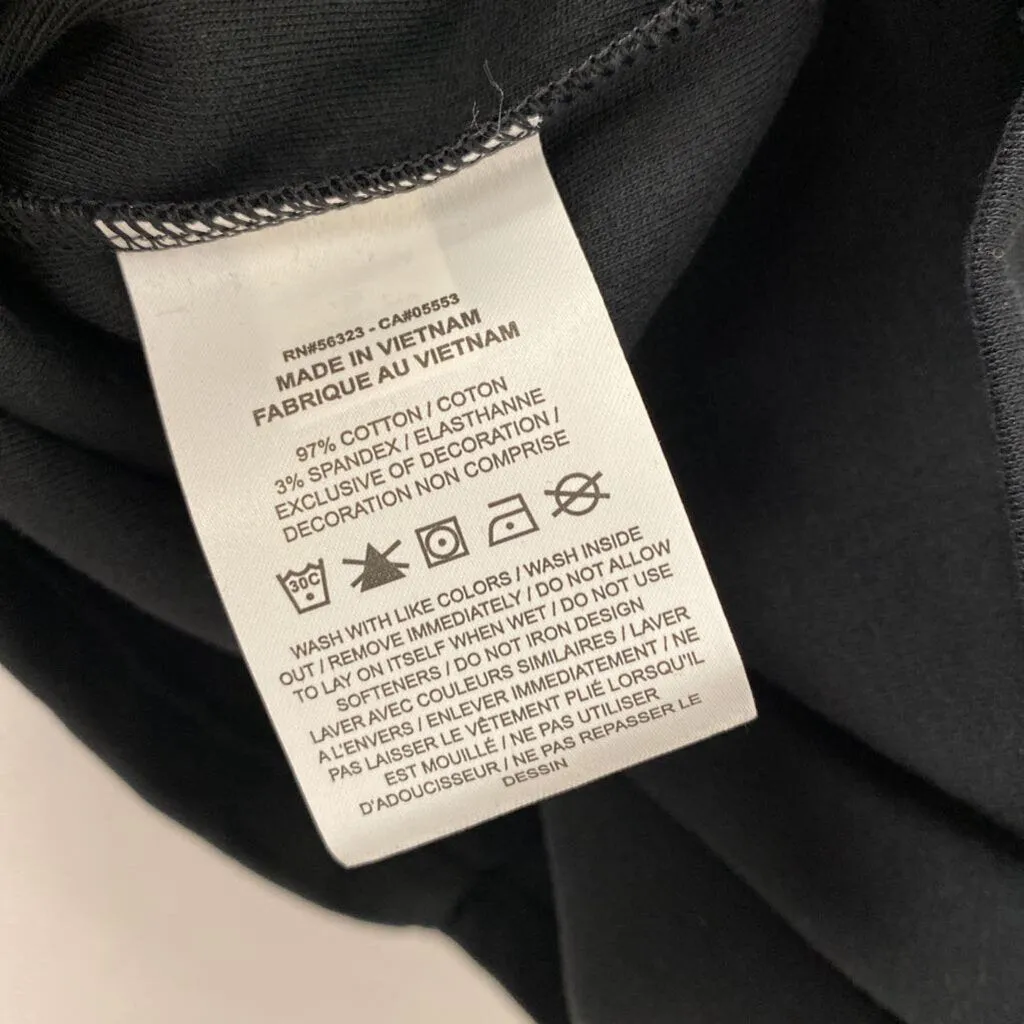 RN#56323 - CA#05553
MADE IN VIETNAM
FABRIQUE AU VIETNAM
97% COTTON / COTON
3% SPANDEX / ELASTHANNE
EXCLUSIVE OF DECORATION /
DECORATION NON COMPRISE
30C
WASH WITH LIKE COLORS / WASH INSIDE
OUT / REMOVE IMMEDIATELY / DO NOT ALLOW
TO LAY ON ITSELF WHEN WET / DO NOT USE
SOFTENERS / DO NOT IRON DESIGN
LAVER AVEC COULEURS SIMILAIRES / LAVER
A L'ENVERS / ENLEVER IMMEDIATEMENT / NE
PAS LAISSER LE VÊTEMENT PLIÉ LORSQU'IL
EST MOUILLÉ / NE PAS UTILISER
D'ADOUCISSEUR / NE PAS REPASSER LE
DESSIN